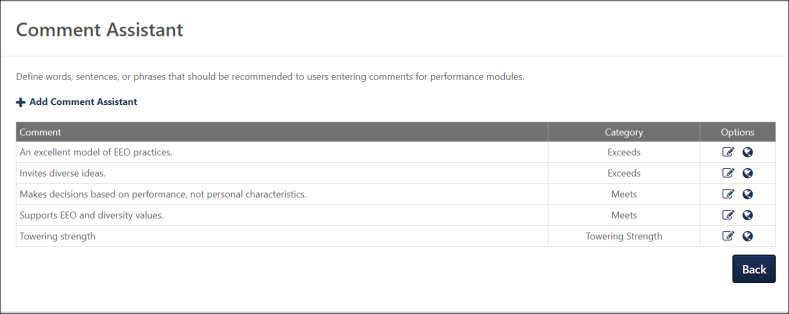 Comment Assistant
Define words, sentences, or phrases that should be recommended to users entering comments for performance modules.
Add Comment Assistant
Comment Category Options
An excellent model of EEO practices. Exceeds
Invites diverse ideas. Exceeds
Makes decisions based on performance, not personal characteristics. Meets
Supports EEO and diversity values. Meets
Towering strength Towering Strength
Back